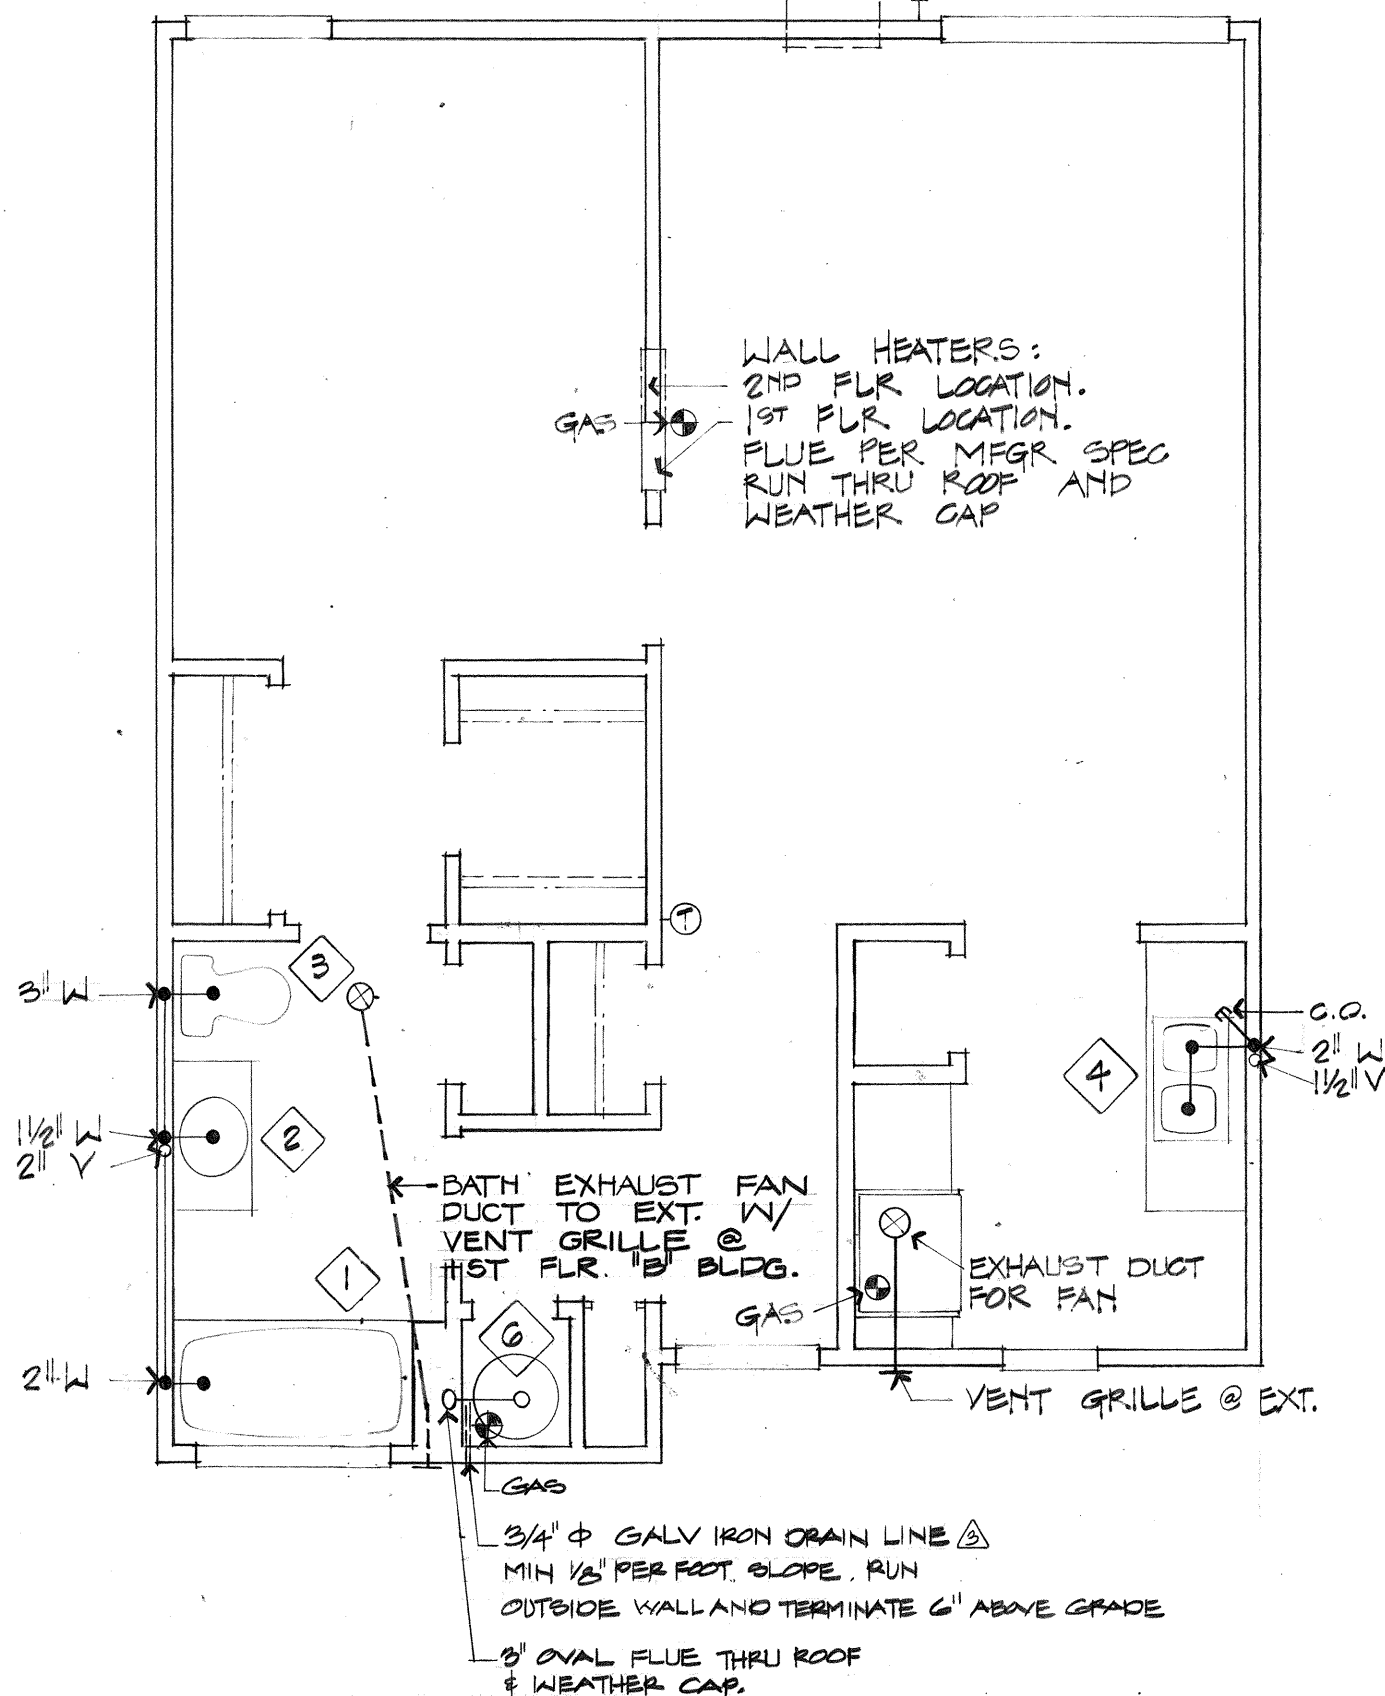 WALL HEATERS:
2ND FLR LOCATION.
GAS
1ST FLR LOCATION.
FLUE PER MFGR SPEC
RUN THRU ROOF AND
WEATHER CAP
T
3
3" W
C.O.
2" W
1½" V
4
1½" W
2" V
2
BATH EXHAUST FAN
DUCT TO EXT. W/
VENT GRILLE @
1ST FLR. "B" BLDG.
1
EXHAUST DUCT
FOR FAN
GAS
6
2" W
VENT GRILLE @ EXT.
GAS
3/4" ϕ GALV IRON DRAIN LINE 3
MIN ⅛" PER FOOT SLOPE. RUN
OUTSIDE WALL AND TERMINATE 6" ABOVE GRADE
3" OVAL FLUE THRU ROOF
& WEATHER CAP.